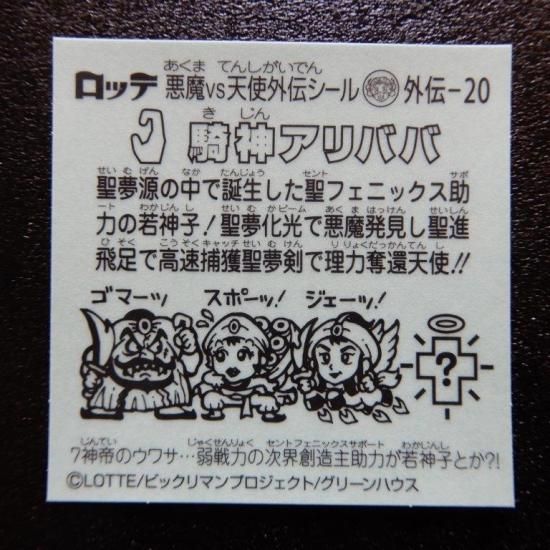 ロッテ 悪魔VS天使外伝シール 外伝-20
騎神アリババ
聖夢源の中で誕生した聖フェニックス助
力の若神子!聖夢化光で悪魔発見し聖進
飛足で高速捕獲聖夢剣で理力奪還天使!!
ゴマーッ スポーッ! ジェーッ!
?
7神帝のウワサ…弱戦力の次界創造主助力が若神子とか?!
©LOTTE/ビックリマンプロジェクト/グリーンハウス